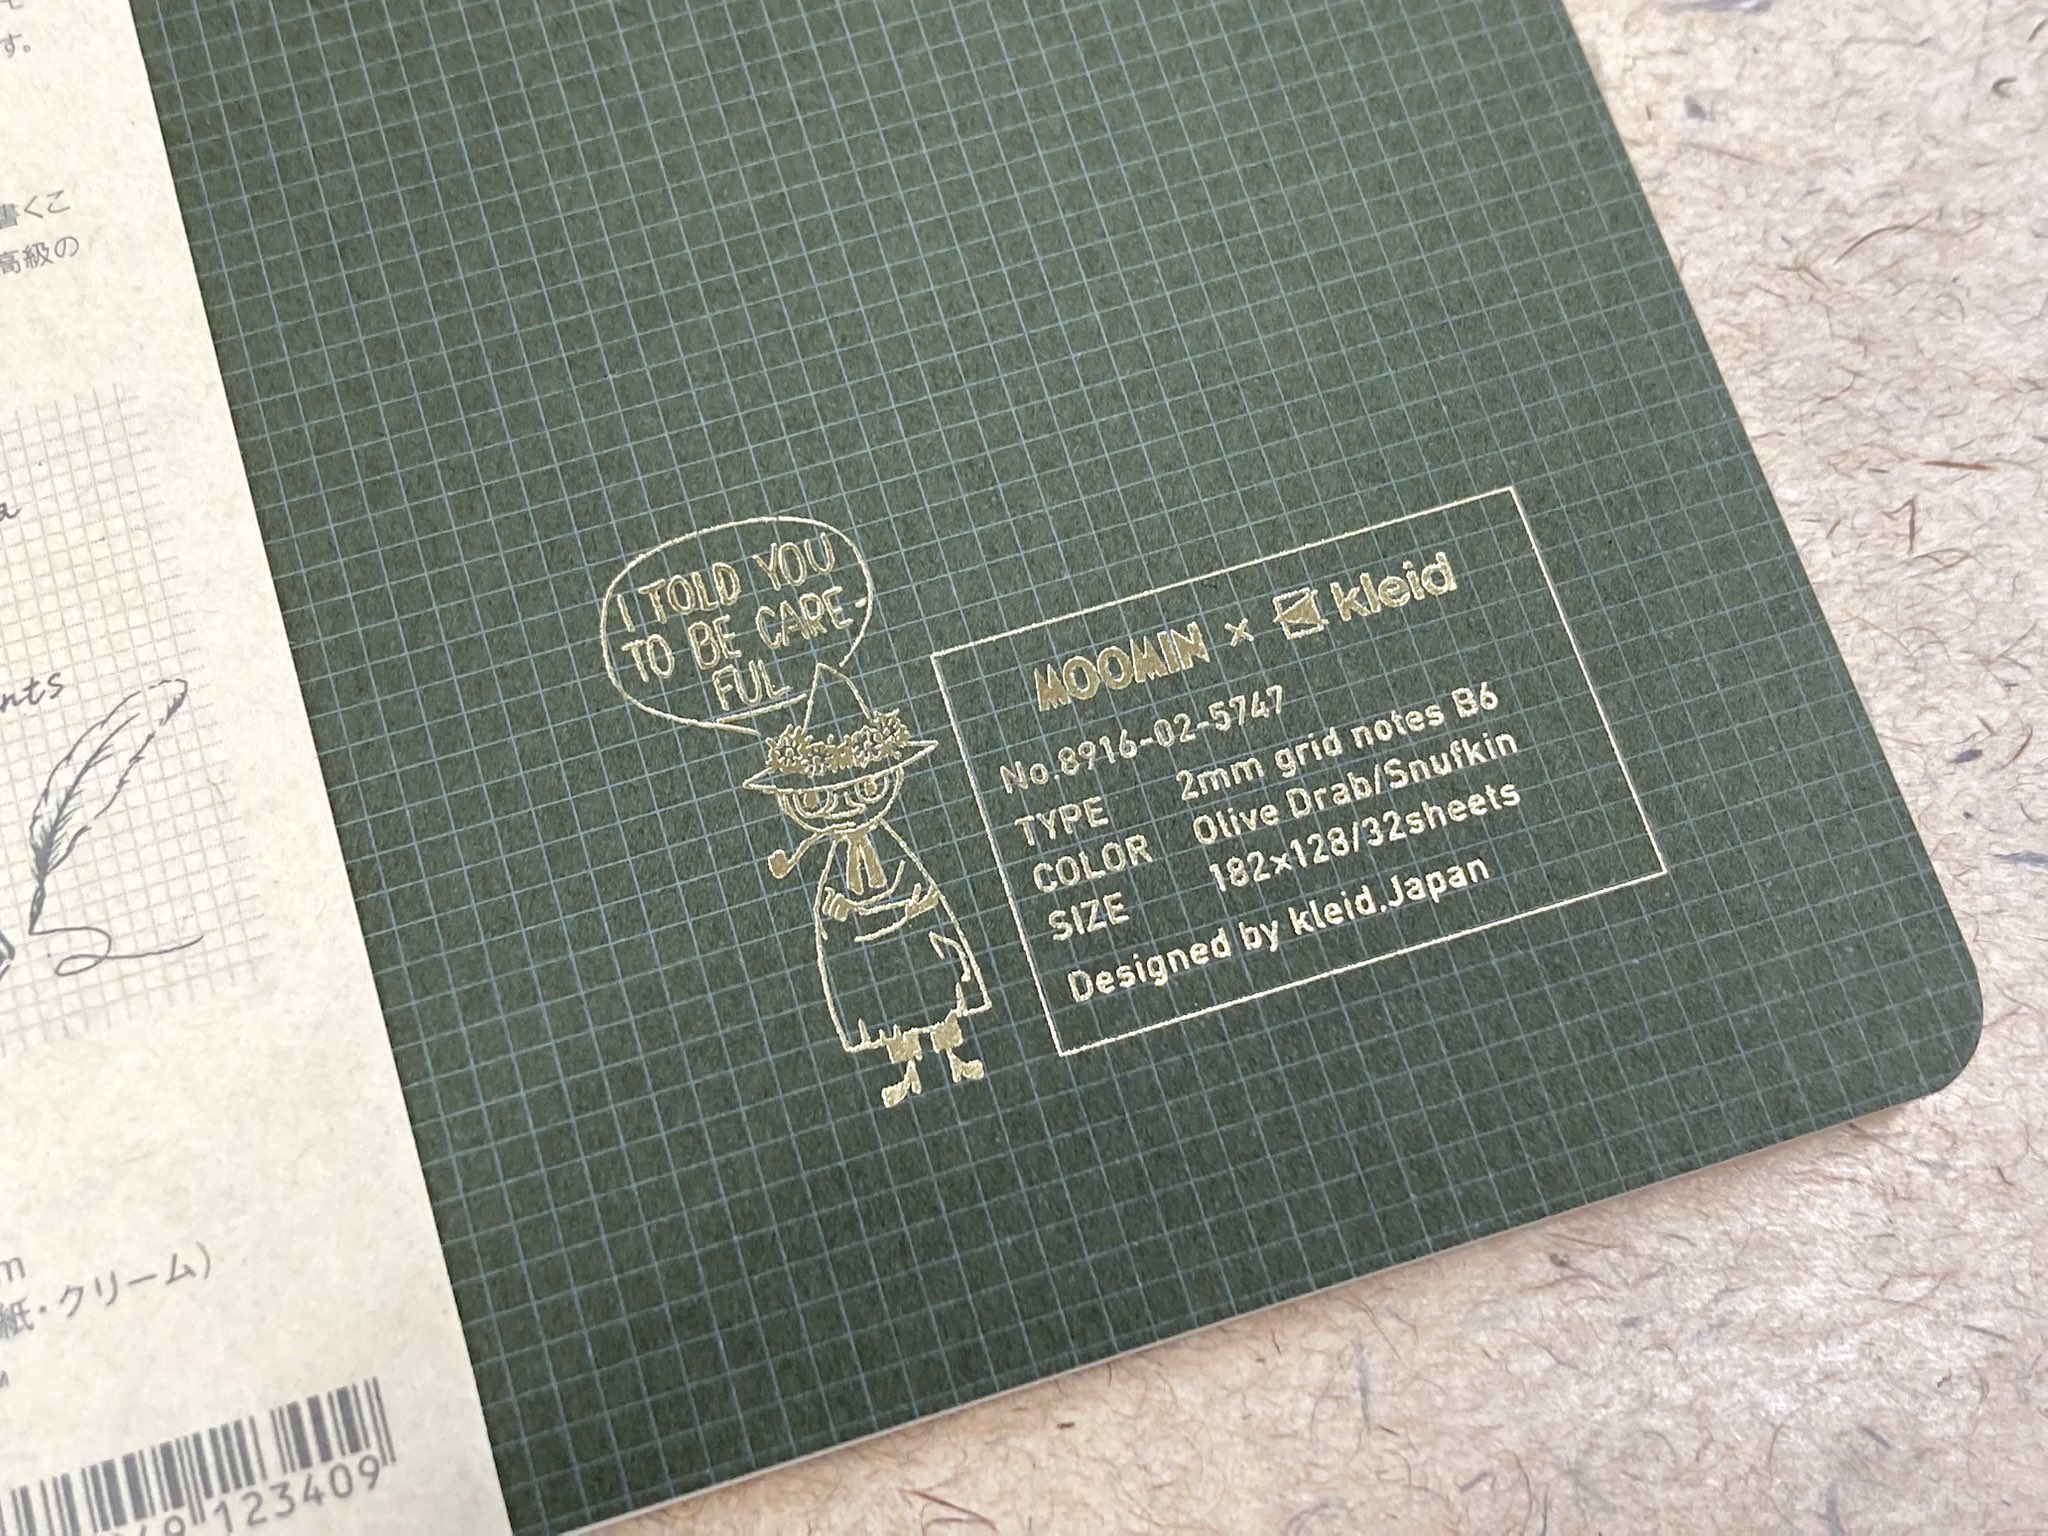 す。
書くこ
高級の
nts
m
紙・クリーム)
123409
I TOLD YOU
TO BE CARE-
FUL
MOOMIN × kleid
No.8916-02-5747
TYPE 2mm grid notes B6
COLOR Olive Drab/Snufkin
SIZE 182×128/32sheets
Designed by kleid.Japan